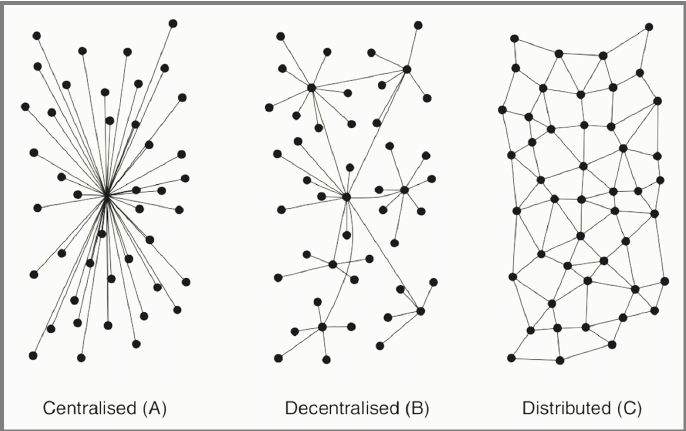 Centralised (A)
Decentralised (B)
Distributed (C)